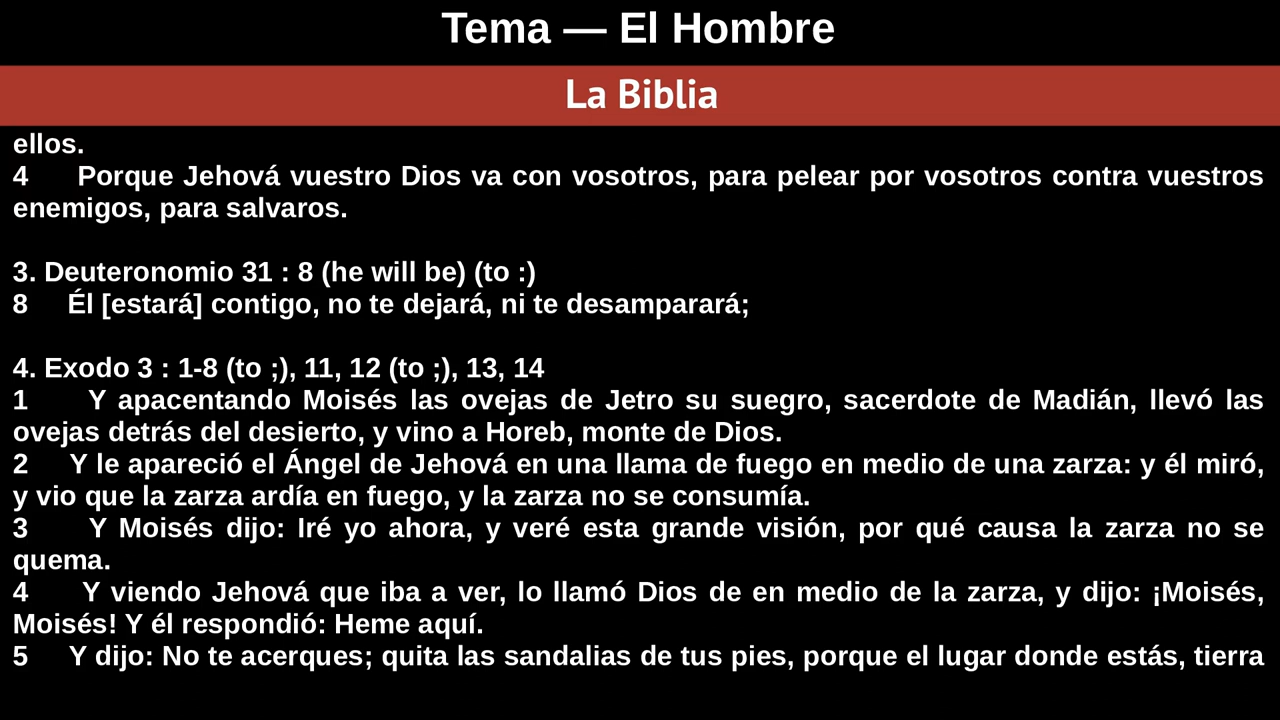 Tema — El Hombre
La Biblia
ellos.
4 Porque Jehová vuestro Dios va con vosotros, para pelear por vosotros contra vuestros
enemigos, para salvaros.
3. Deuteronomio 31 : 8 (he will be) (to :)
8 Él [estará] contigo, no te dejará, ni te desamparará;
4. Exodo 3 : 1-8 (to ;), 11, 12 (to ;), 13, 14
1 Y apacentando Moisés las ovejas de Jetro su suegro, sacerdote de Madián, llevó las
ovejas detrás del desierto, y vino a Horeb, monte de Dios.
2 Y le apareció el Ángel de Jehová en una llama de fuego en medio de una zarza: y él miró,
y vio que la zarza ardía en fuego, y la zarza no se consumía.
3 Y Moisés dijo: Iré yo ahora, y veré esta grande visión, por qué causa la zarza no se
quema.
4 Y viendo Jehová que iba a ver, lo llamó Dios de en medio de la zarza, y dijo: ¡Moisés,
Moisés! Y él respondió: Heme aquí.
5 Y dijo: No te acerques; quita las sandalias de tus pies, porque el lugar donde estás, tierra